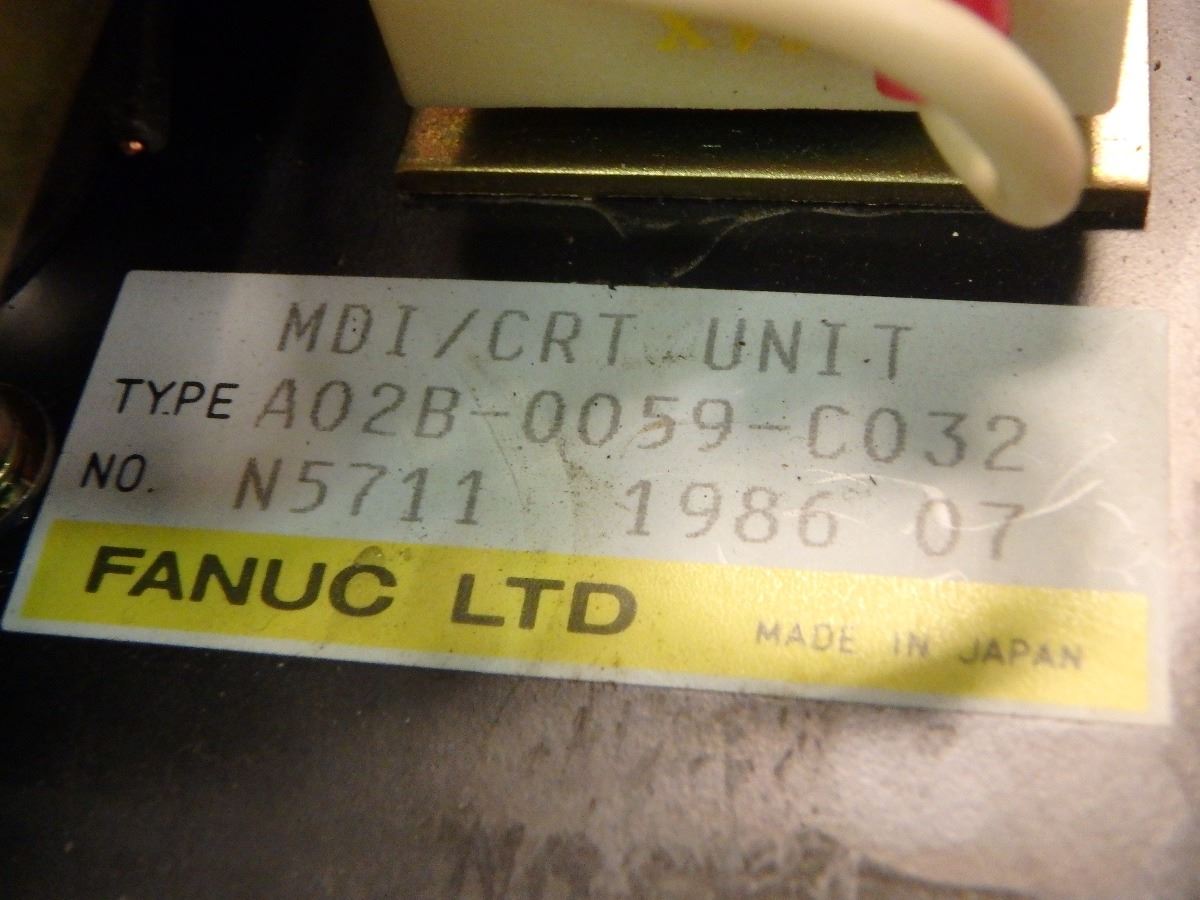 MDI/CRT UNIT
TYPE A02B-0059-C032
NO. N5711 1986 07
FANUC LTD MADE IN JAPAN